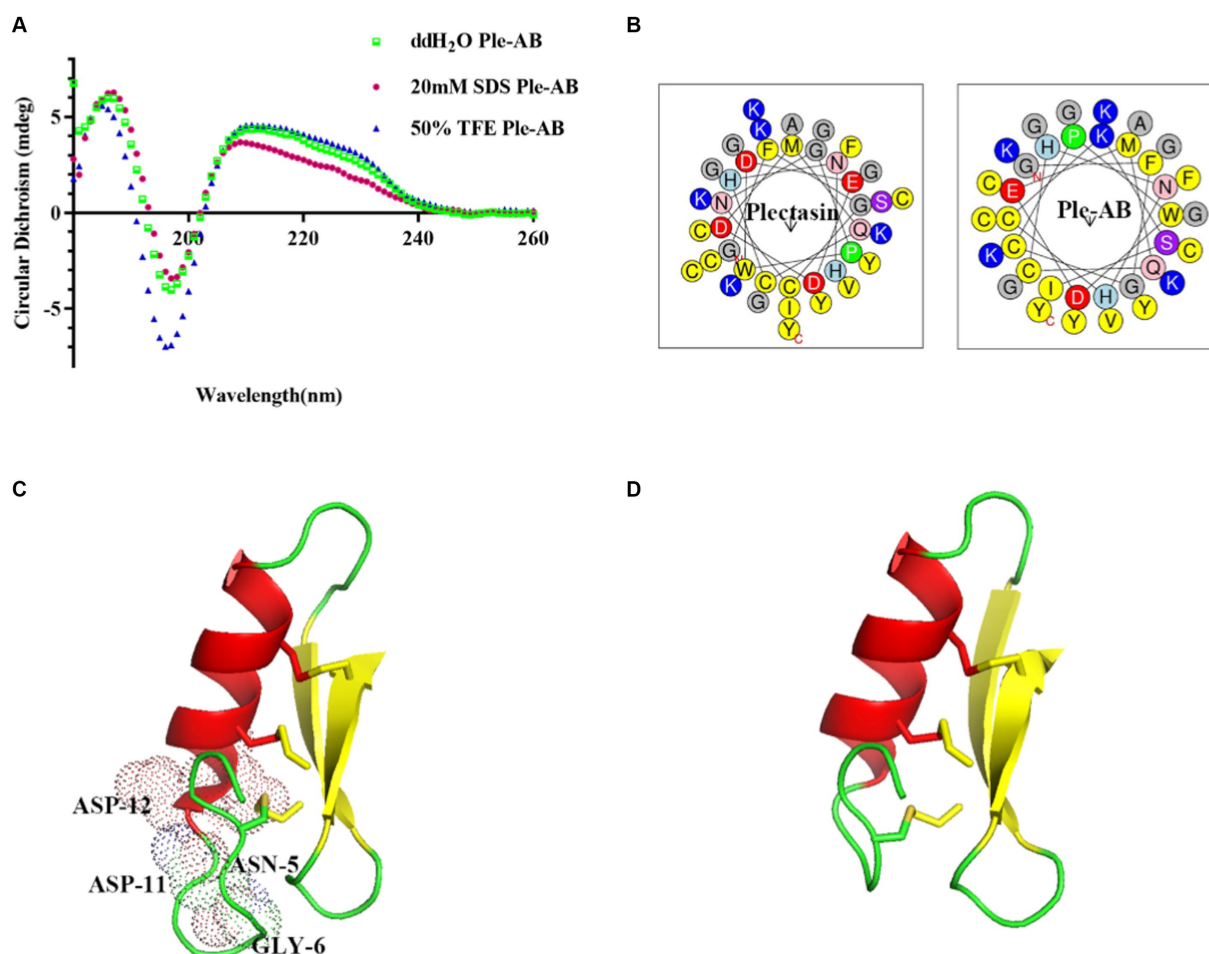 A
ddH₂O Ple-AB
20mM SDS Ple-AB
50% TFE Ple-AB
Circular Dichroism (mdeg)
5
0
-5
200
220
240
260
Wavelength(nm)
B
K
K A G
G D F M G N F
G H E G
K N Plectasin G S C
C D Q K
C C G W P Y
K C C D H V
G I Y
Y C
G P K K A
G H M G
K G N F
C E N F
C C Ple-AB W G
K C S C
G C Q K
I D H G
Y C Y V Y
C
ASP-12
ASP-11
ASN-5
GLY-6
D